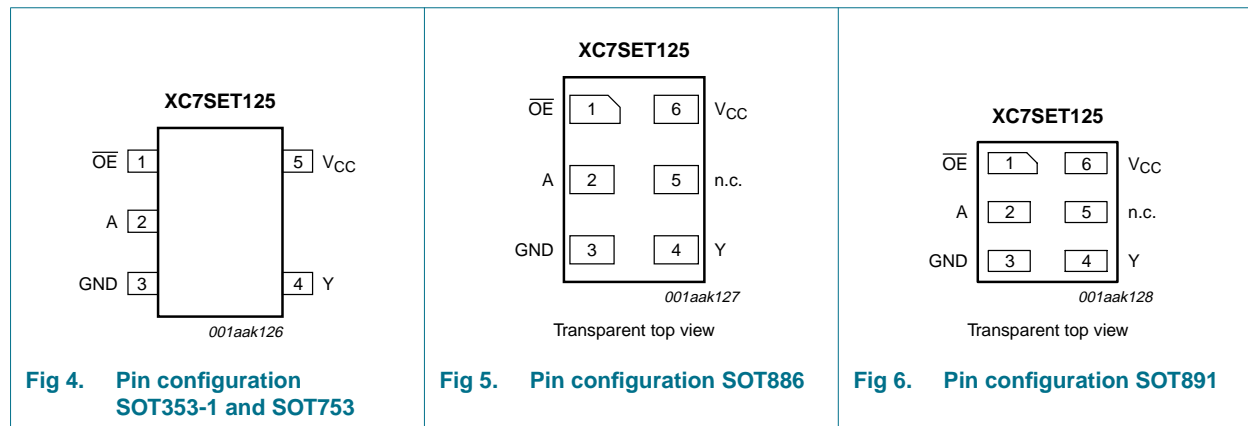 XC7SET125
OE 1 5 VCC
A 2
GND 3 4 Y
001aak126
Fig 4. Pin configuration
SOT353-1 and SOT753
XC7SET125
OE 1 6 VCC
A 2 5 n.c.
GND 3 4 Y
001aak127
Transparent top view
Fig 5. Pin configuration SOT886
XC7SET125
OE 1 6 VCC
A 2 5 n.c.
GND 3 4 Y
001aak128
Transparent top view
Fig 6. Pin configuration SOT891